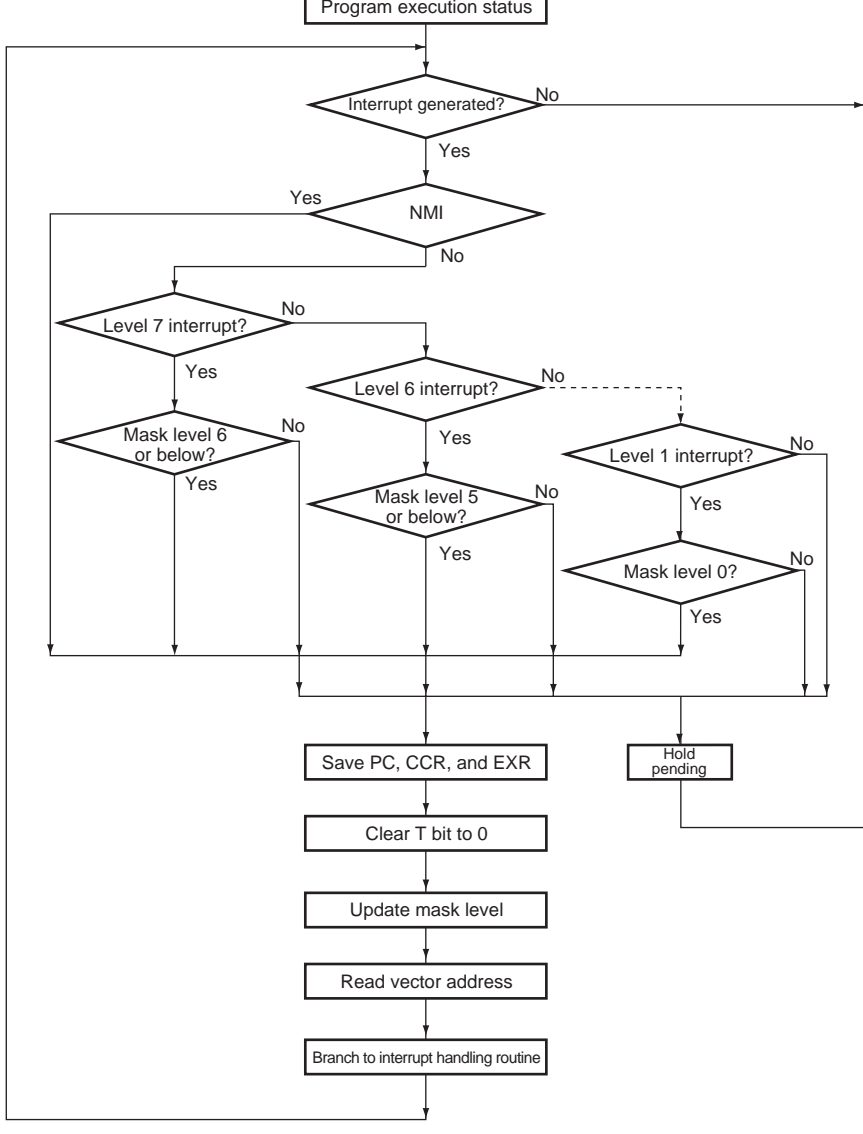 Program execution status
Interrupt generated?
No
Yes
Yes
NMI
No
Level 7 interrupt?
No
Yes
Level 6 interrupt?
No
Mask level 6
or below?
No
Yes
Level 1 interrupt?
No
Yes
Mask level 5
or below?
No
Yes
Yes
Mask level 0?
No
Yes
Save PC, CCR, and EXR
Hold
pending
Clear T bit to 0
Update mask level
Read vector address
Branch to interrupt handling routine